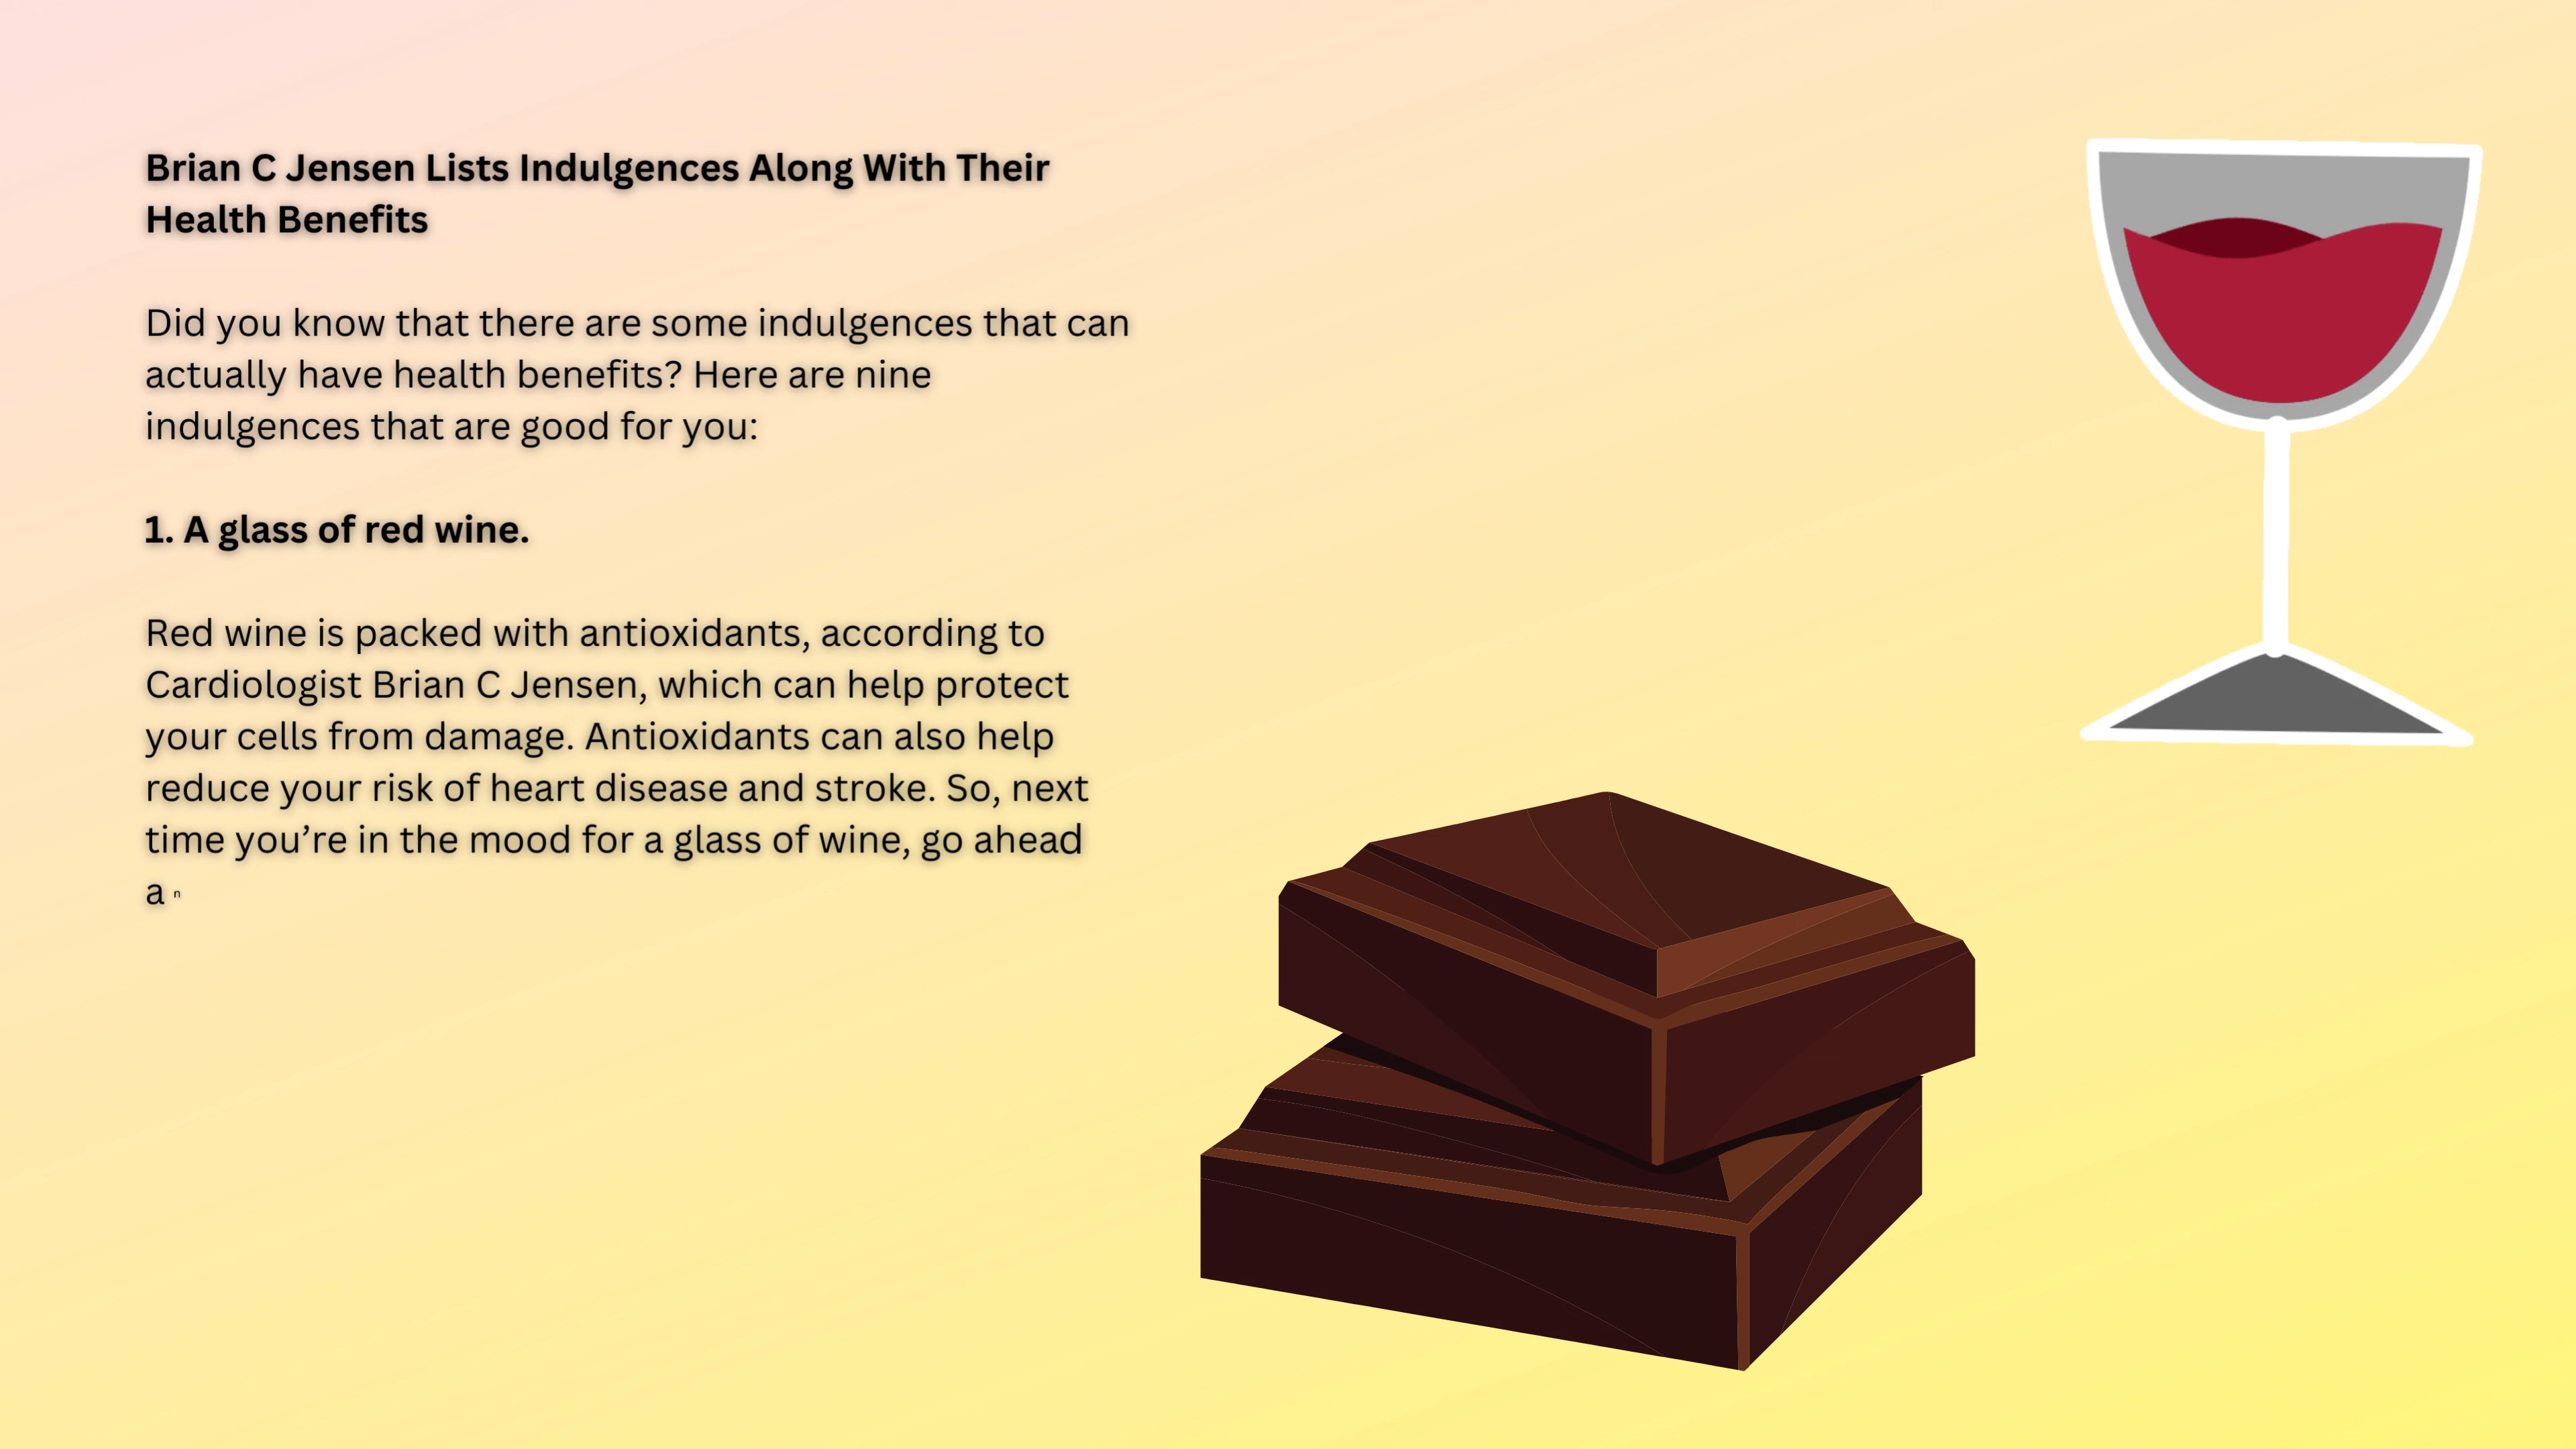 Brian C Jensen Lists Indulgences Along With Their
Health Benefits
Did you know that there are some indulgences that can
actually have health benefits? Here are nine
indulgences that are good for you:
1. A glass of red wine.
Red wine is packed with antioxidants, according to
Cardiologist Brian C Jensen, which can help protect
your cells from damage. Antioxidants can also help
reduce your risk of heart disease and stroke. So, next
time you’re in the mood for a glass of wine, go ahead
a n